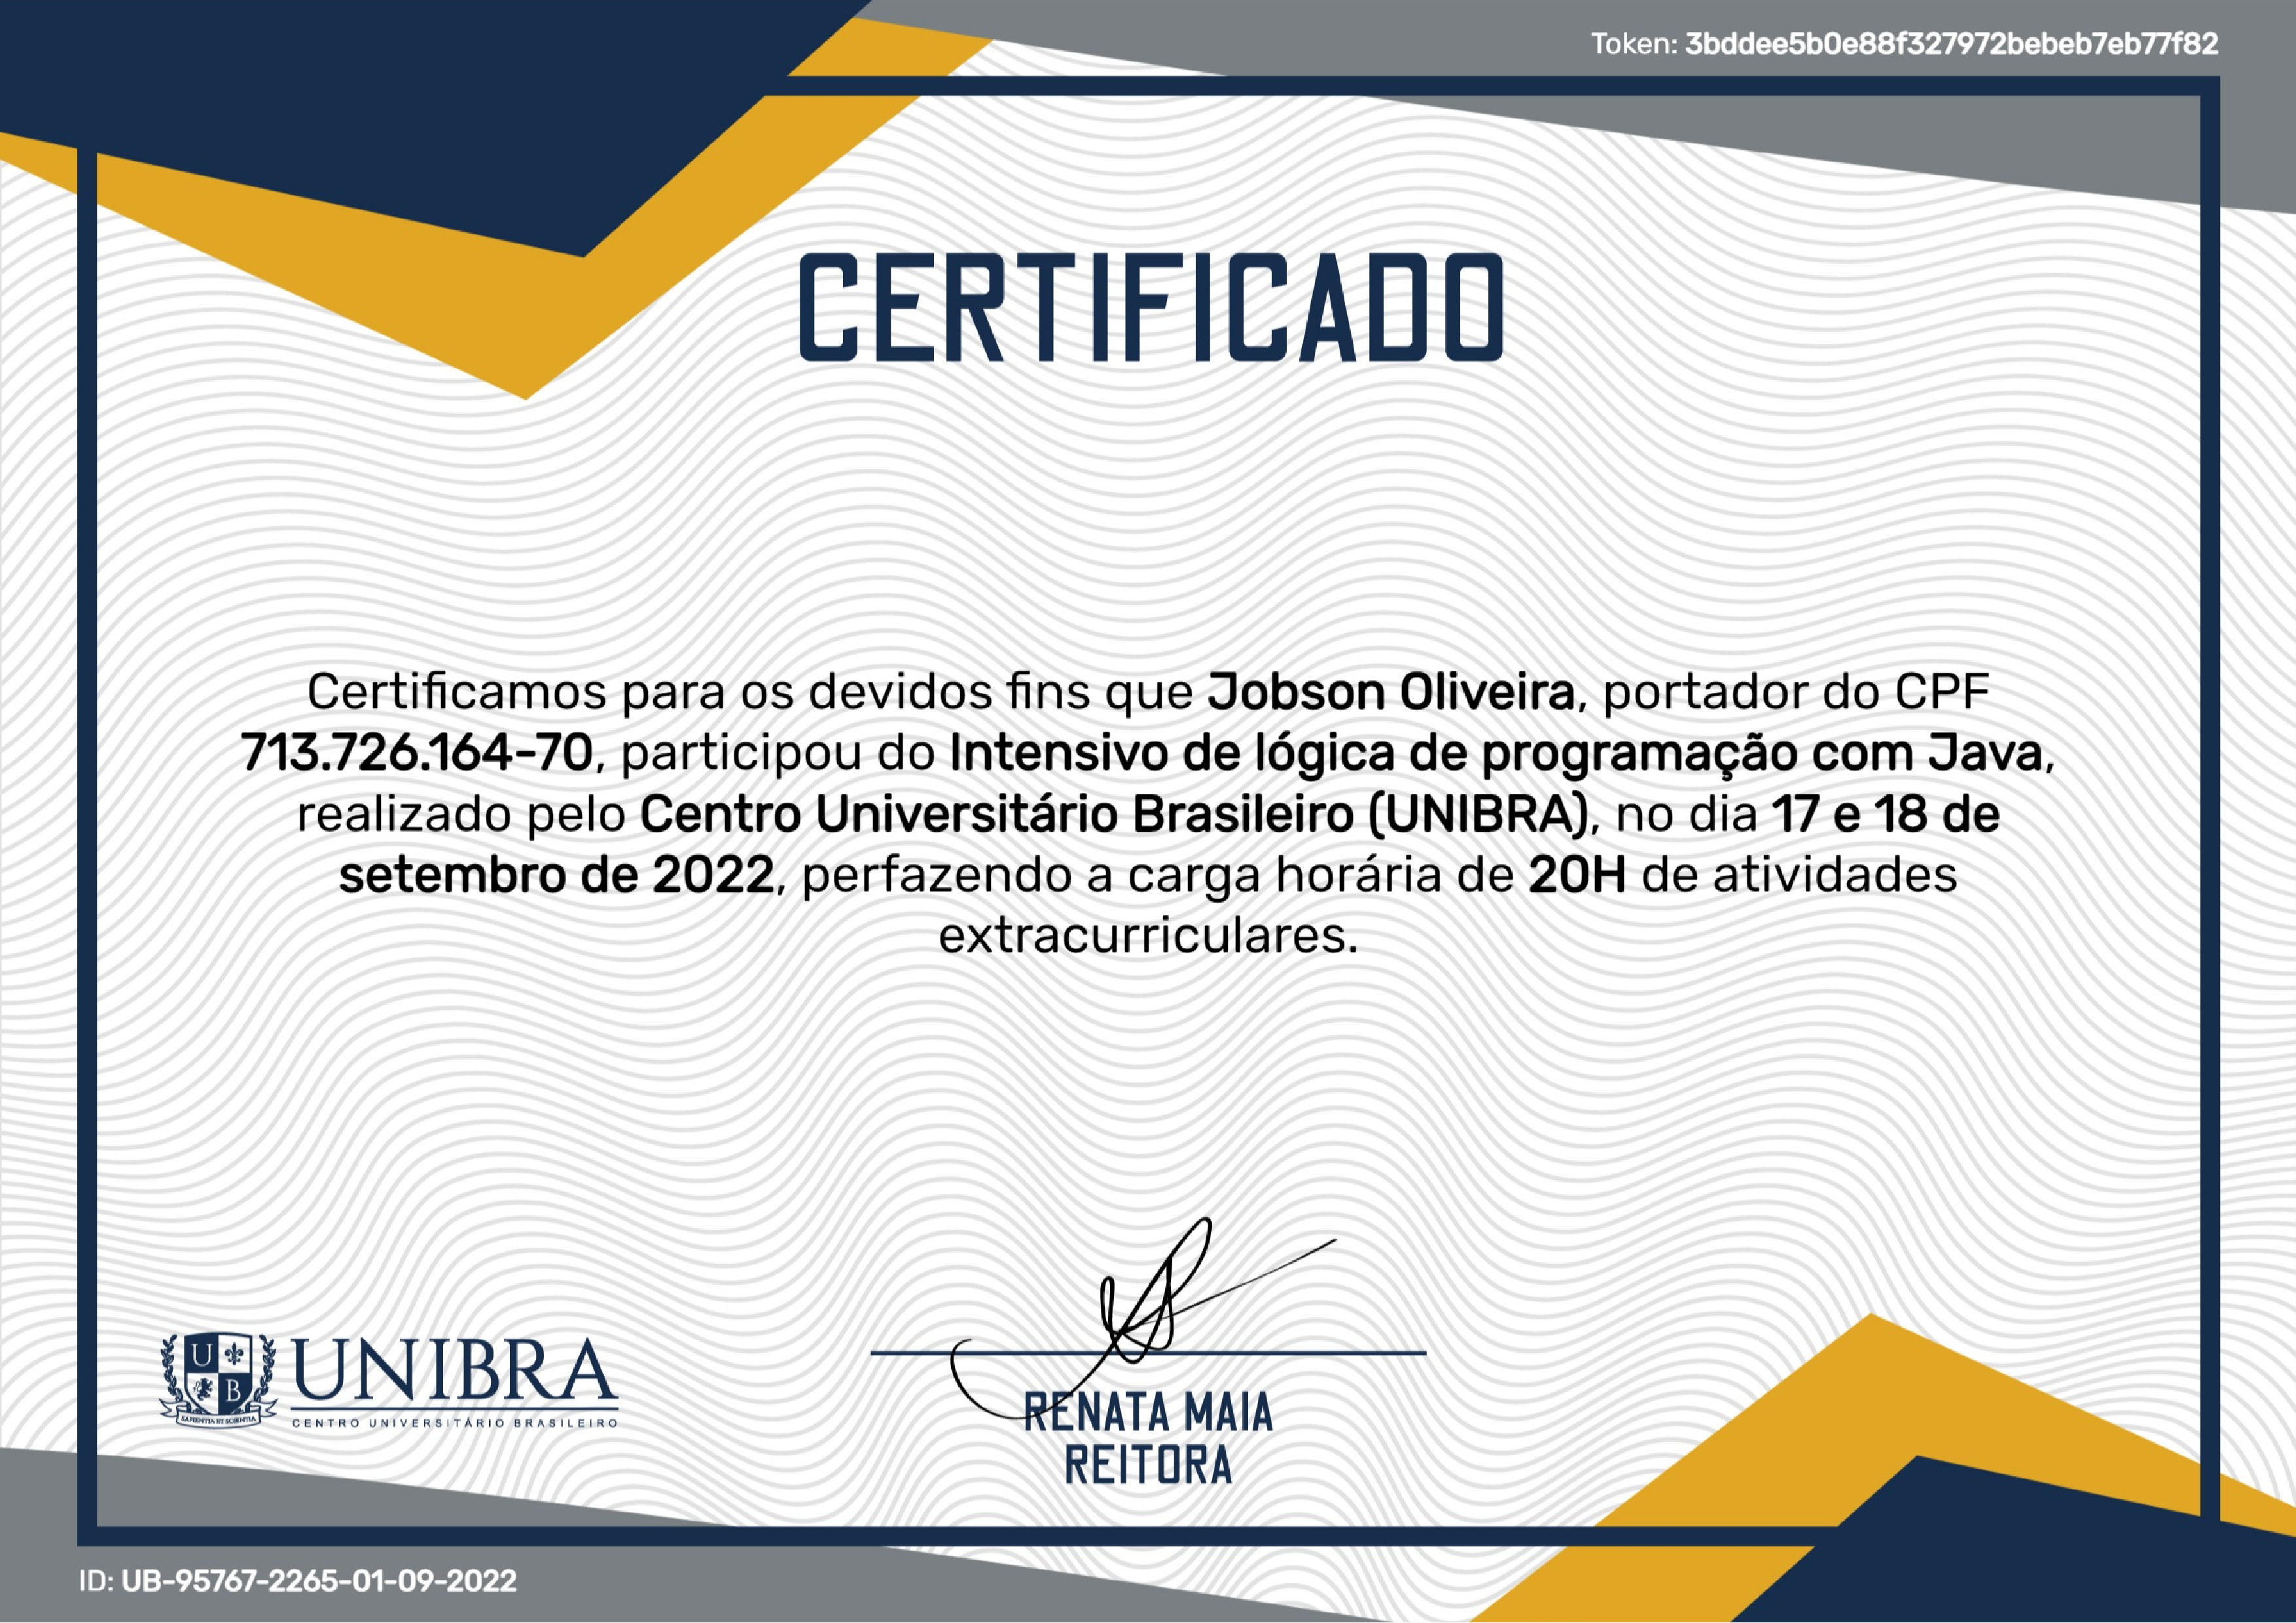 Token: 3bddee5b0e88f327972bebeb7eb77f82
CERTIFICADO
Certificamos para os devidos fins que Jobson Oliveira, portador do CPF
713.726.164-70, participou do Intensivo de lógica de programação com Java,
realizado pelo Centro Universitário Brasileiro (UNIBRA), no dia 17 e 18 de
setembro de 2022, perfazendo a carga horária de 20H de atividades
extracurriculares.
U
B
SAPIENTIA ET SCIENTIA
UNIBRA
CENTRO UNIVERSITÁRIO BRASILEIRO
RENATA MAIA
REITORA
ID: UB-95767-2265-01-09-2022